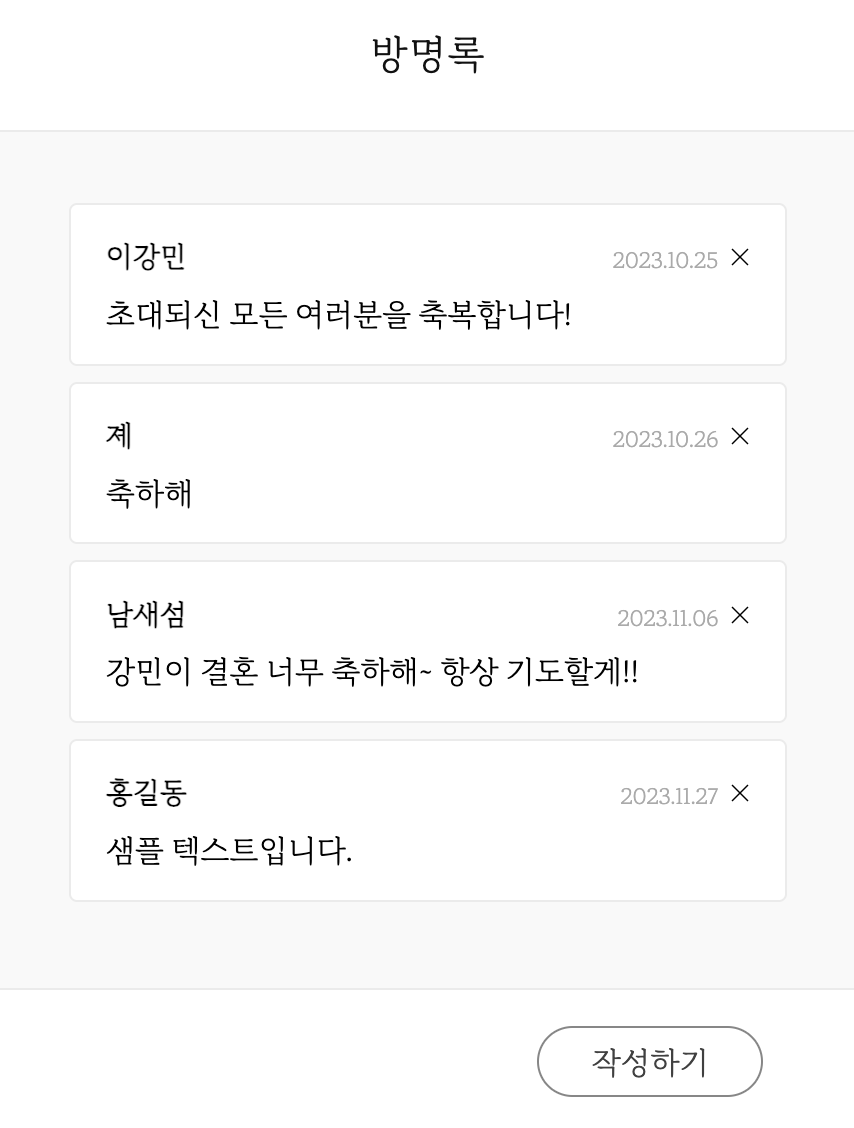 방명록
이강민 2023.10.25 ×
초대되신 모든 여러분을 축복합니다!
졔 2023.10.26 ×
축하해
남새섬 2023.11.06 ×
강민이 결혼 너무 축하해~ 항상 기도할게!!
홍길동 2023.11.27 ×
샘플 텍스트입니다.
작성하기